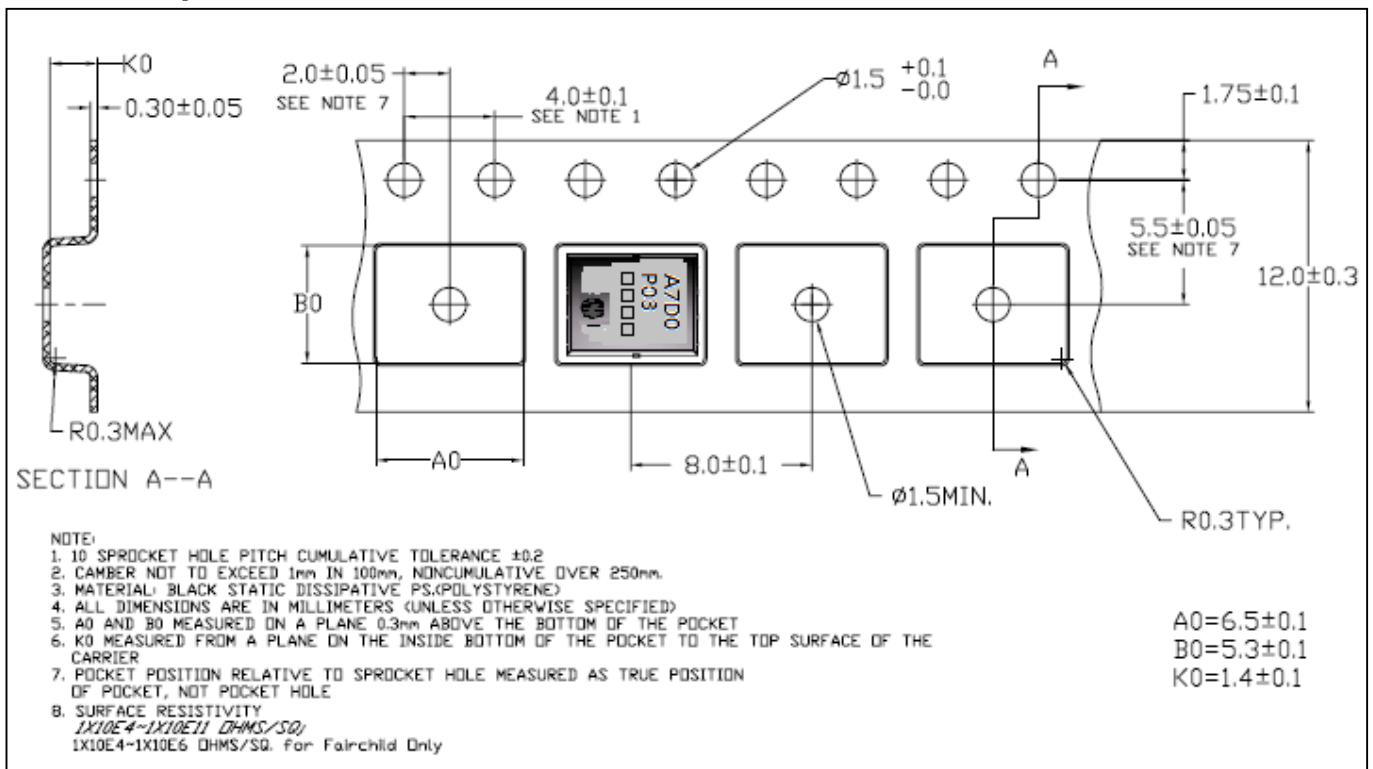 K0
0.30±0.05
2.0±0.05
SEE NOTE 7
4.0±0.1
SEE NOTE 1
Ø1.5 +0.1 -0.0
A
1.75±0.1
5.5±0.05
SEE NOTE 7
12.0±0.3
B0
A7D0
P03
R0.3MAX
A0
8.0±0.1
A
Ø1.5MIN.
R0.3TYP.
SECTION A--A
NOTE:
1. 10 SPROCKET HOLE PITCH CUMULATIVE TOLERANCE ±0.2
2. CAMBER NOT TO EXCEED 1mm IN 100mm, NONCUMULATIVE OVER 250mm.
3. MATERIAL: BLACK STATIC DISSIPATIVE PS.(POLYSTYRENE)
4. ALL DIMENSIONS ARE IN MILLIMETERS (UNLESS OTHERWISE SPECIFIED)
5. A0 AND B0 MEASURED ON A PLANE 0.3mm ABOVE THE BOTTOM OF THE POCKET
6. K0 MEASURED FROM A PLANE ON THE INSIDE BOTTOM OF THE POCKET TO THE TOP SURFACE OF THE
CARRIER
7. POCKET POSITION RELATIVE TO SPROCKET HOLE MEASURED AS TRUE POSITION
OF POCKET, NOT POCKET HOLE
8. SURFACE RESISTIVITY
1X10E4~1X10E11 OHMS/SQ;
1X10E4~1X10E6 OHMS/SQ. for Fairchild Only
A0=6.5±0.1
B0=5.3±0.1
K0=1.4±0.1